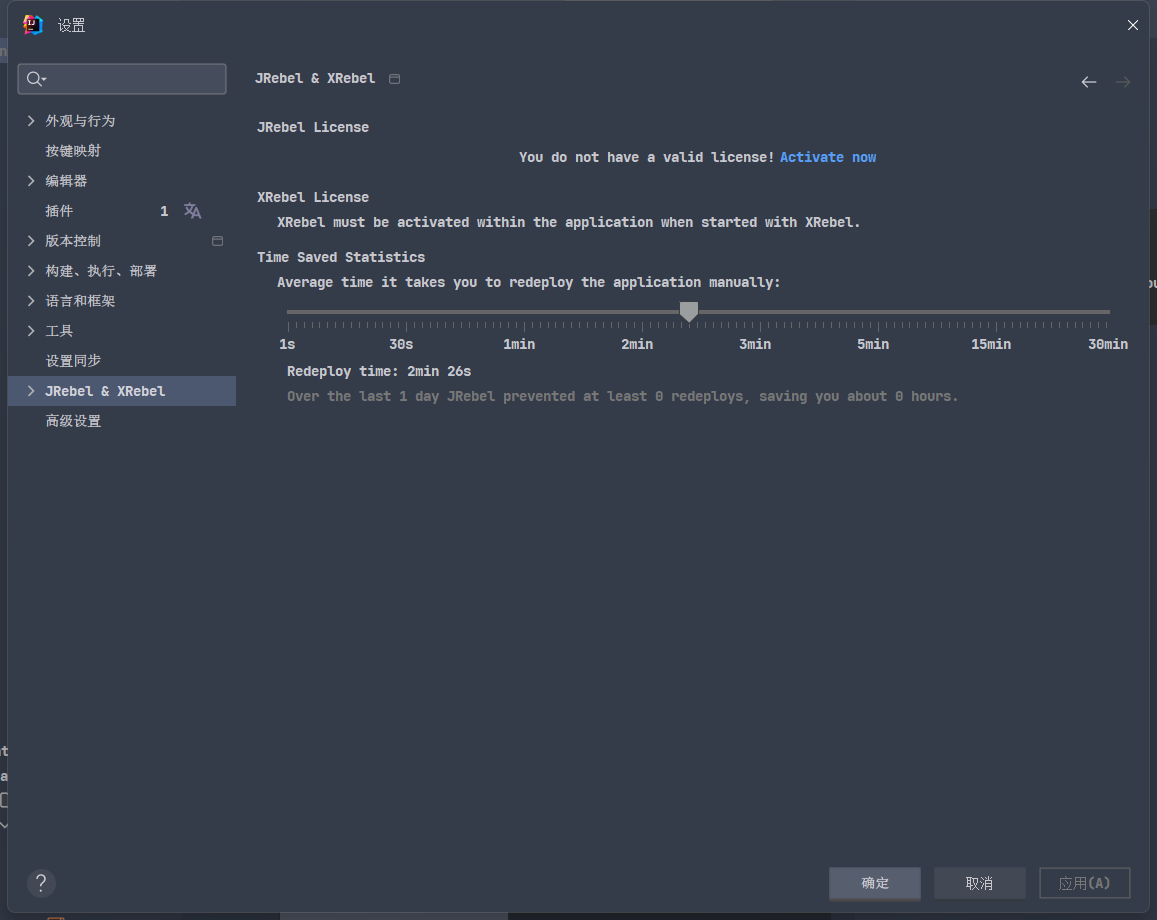 设置
JRebel & XRebel
外观与行为
按键映射
编辑器
插件 1
版本控制
构建、执行、部署
语言和框架
工具
设置同步
JRebel & XRebel
高级设置
JRebel License
You do not have a valid license! Activate now
XRebel License
XRebel must be activated within the application when started with XRebel.
Time Saved Statistics
Average time it takes you to redeploy the application manually:
1s 30s 1min 2min 3min 5min 15min 30min
Redeploy time: 2min 26s
Over the last 1 day JRebel prevented at least 0 redeploys, saving you about 0 hours.
? 确定 取消 应用(A)